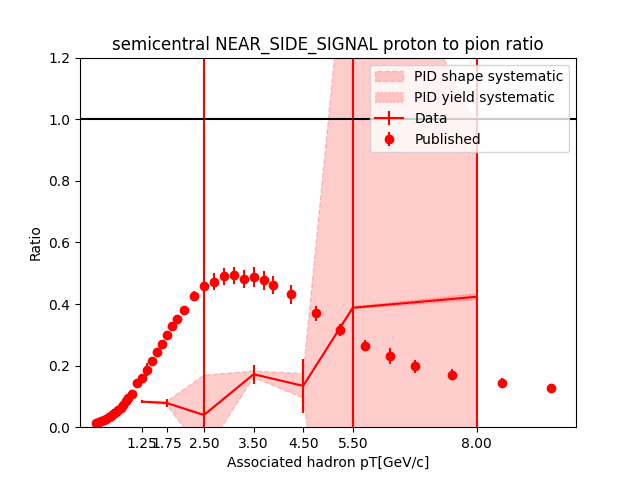 semicentral NEAR_SIDE_SIGNAL proton to pion ratio
1.2
1.0
0.8
0.6
0.4
0.2
0.0
Ratio
PID shape systematic
PID yield systematic
Data
Published
1.25 1.75 2.50 3.50 4.50 5.50 8.00
Associated hadron pT[GeV/c]